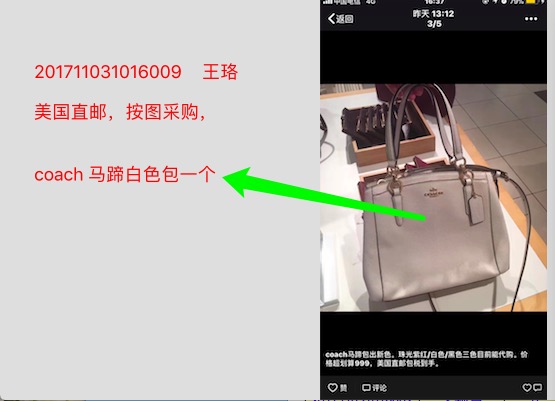 201711031016009 王珞
美国直邮，按图采购，
coach 马蹄白色包一个
中国电信 4G 16:37 79%
返回
昨天 13:12
3/5
COACH
coach马蹄包出新色。珠光紫红/白色/黑色三色目前能代购。价
格超划算999，美国直邮包税到手。
赞 评论